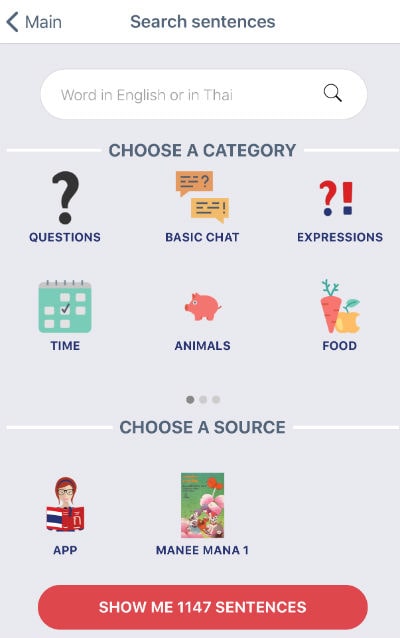 Main
Search sentences
Word in English or in Thai
CHOOSE A CATEGORY
QUESTIONS
BASIC CHAT
EXPRESSIONS
TIME
ANIMALS
FOOD
CHOOSE A SOURCE
APP
MANEE MANA 1
SHOW ME 1147 SENTENCES